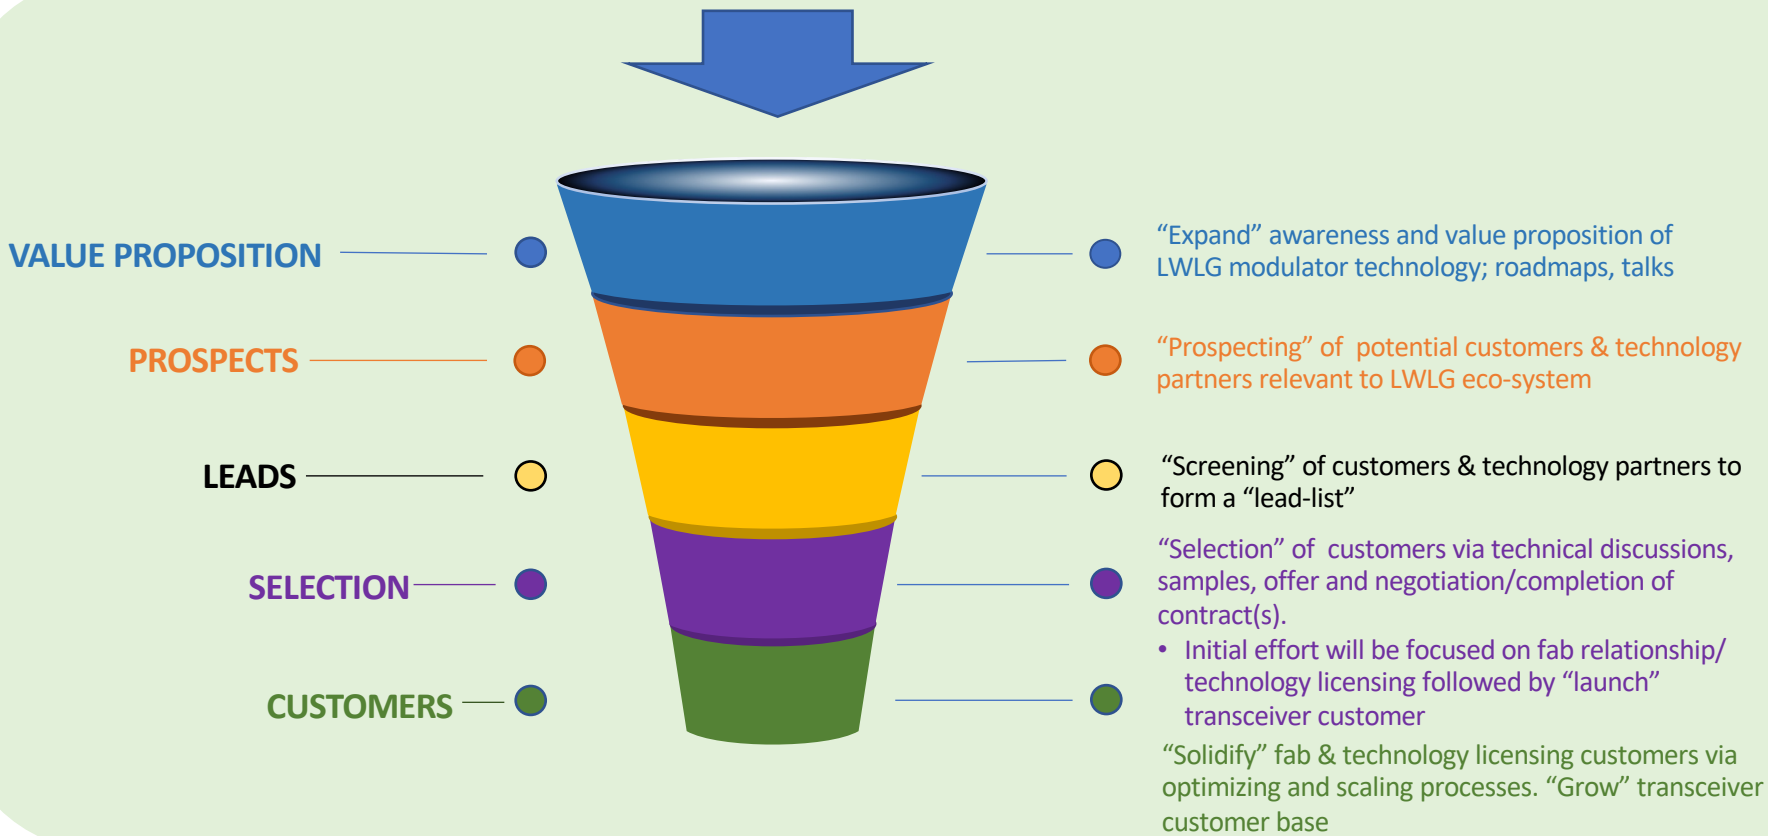 VALUE PROPOSITION
“Expand” awareness and value proposition of
LWLG modulator technology; roadmaps, talks
PROSPECTS
“Prospecting” of  potential customers & technology
partners relevant to LWLG eco-system
LEADS
“Screening” of customers & technology partners to
form a “lead-list”
SELECTION
“Selection” of  customers via technical discussions,
samples, offer and negotiation/completion of
contract(s).
• Initial effort will be focused on fab relationship/
technology licensing followed by “launch”
transceiver customer
CUSTOMERS
“Solidify” fab & technology licensing customers via
optimizing and scaling processes. “Grow” transceiver
customer base